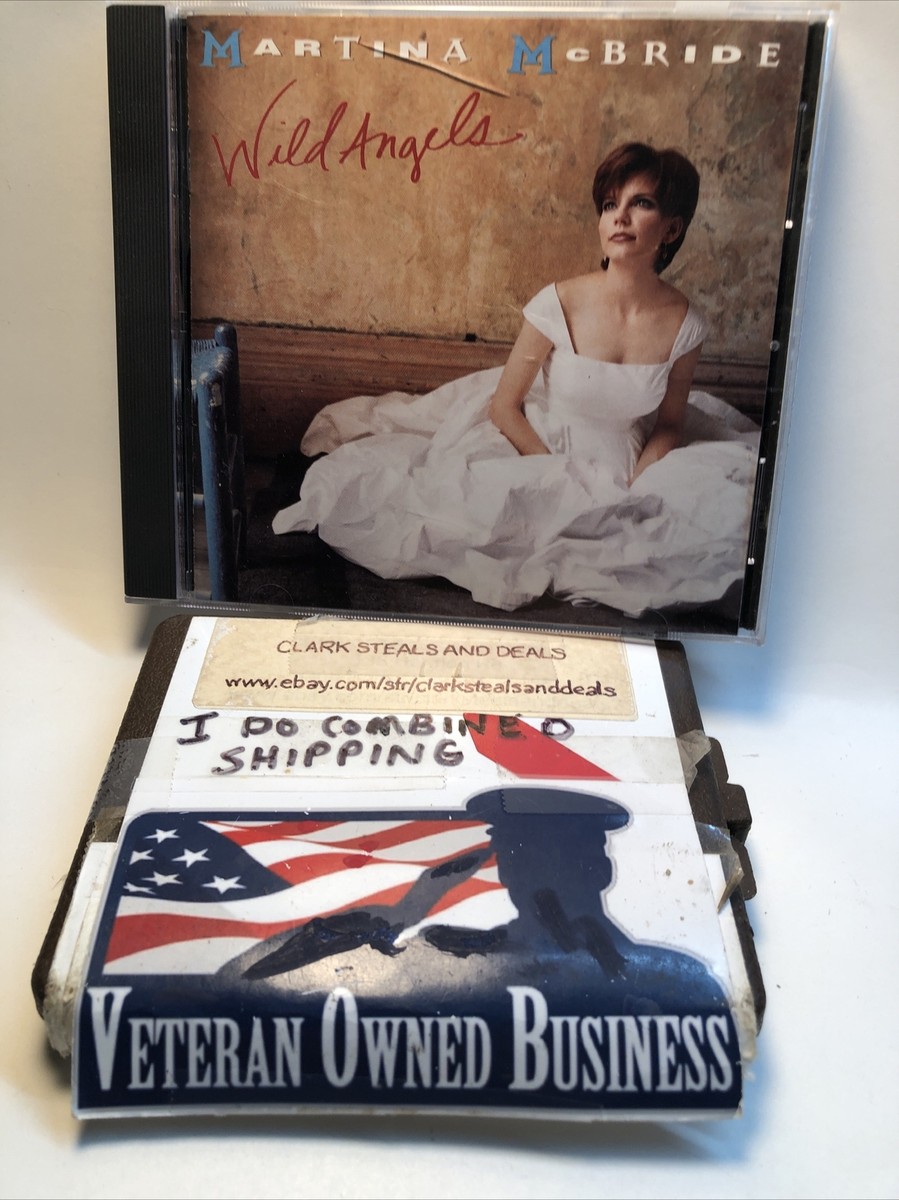 MARTINA McBRIDE
Wild Angels
CLARK STEALS AND DEALS
www.ebay.com/str/clarkstealsanddeals
I DO COMBINED
SHIPPING
VETERAN OWNED BUSINESS